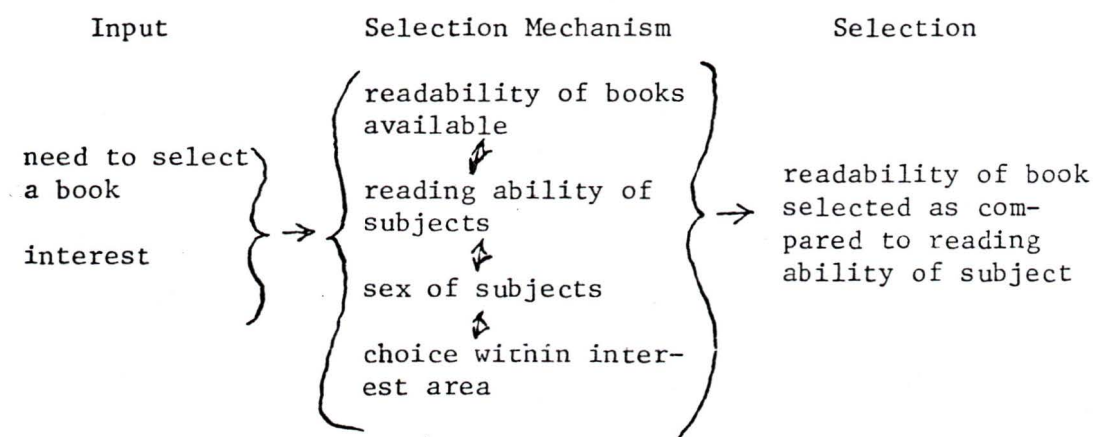 Input Selection Mechanism Selection
readability of books
available
need to select
a book
reading ability of
subjects
interest
sex of subjects
choice within inter-
est area
readability of book
selected as com-
pared to reading
ability of subject